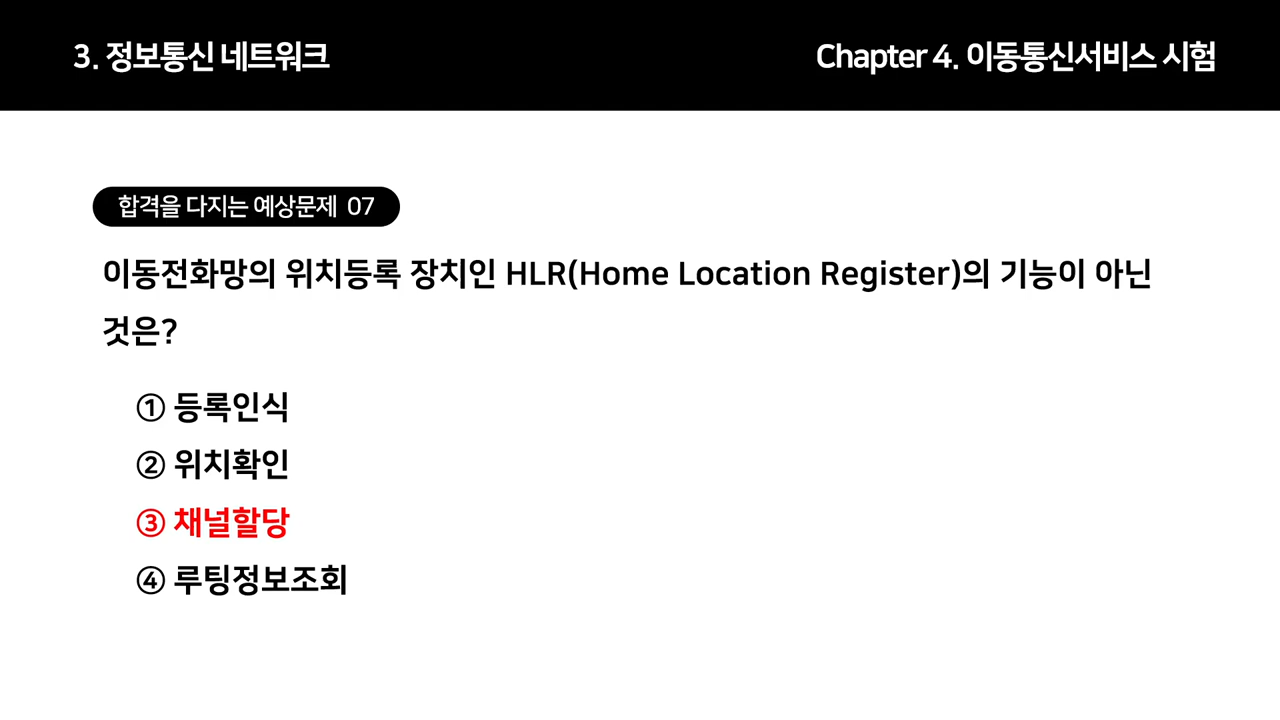 3. 정보통신 네트워크
Chapter 4. 이동통신서비스 시험
합격을 다지는 예상문제 07
이동전화망의 위치등록 장치인 HLR(Home Location Register)의 기능이 아닌
것은?
① 등록인식
② 위치확인
③ 채널할당
④ 루팅정보조회